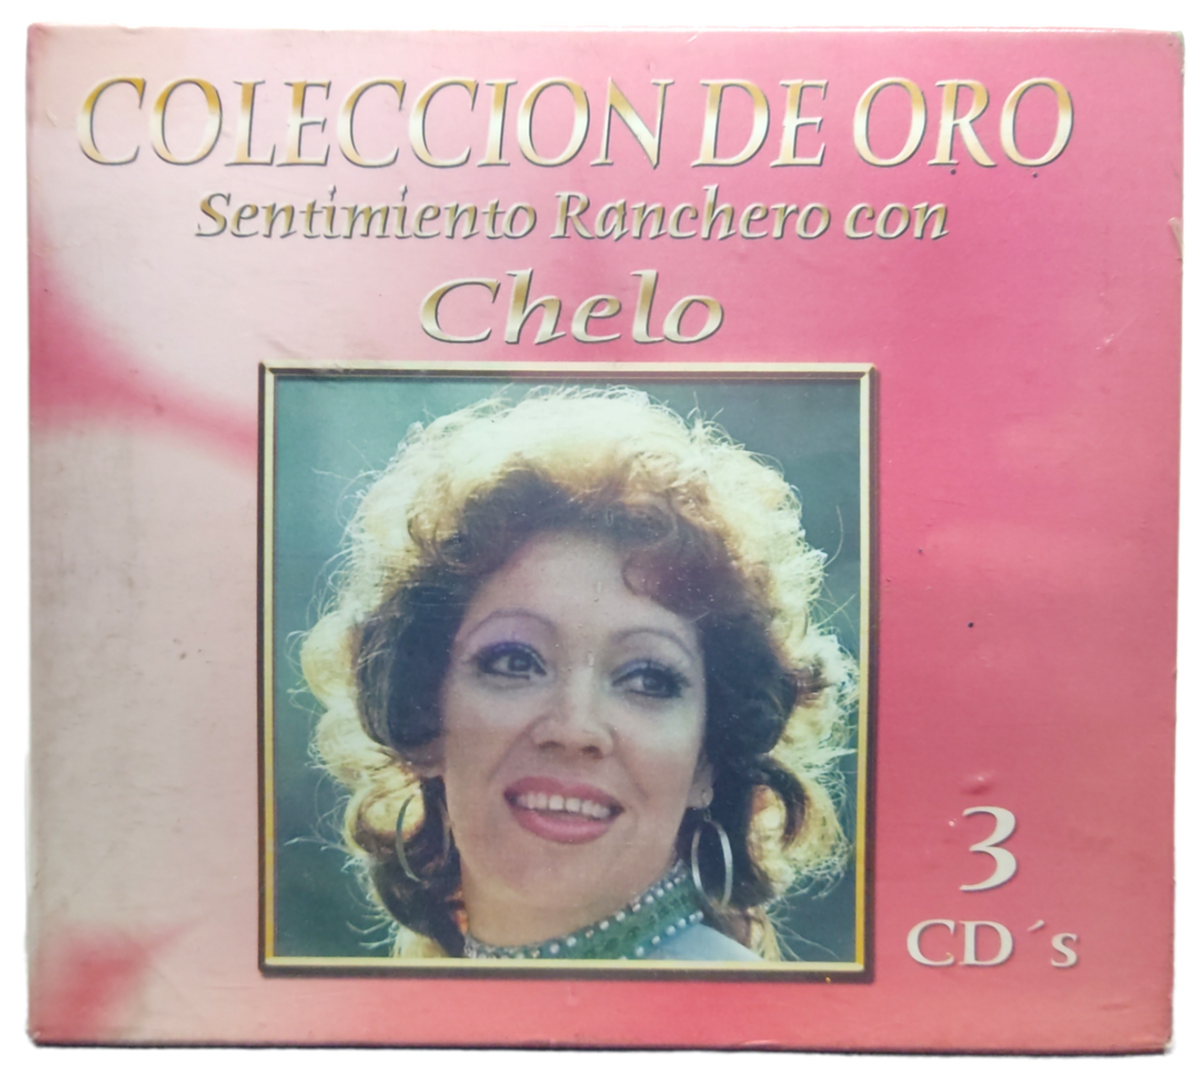 COLECCION DE ORO
Sentimiento Ranchero con
Chelo
3
CD´s